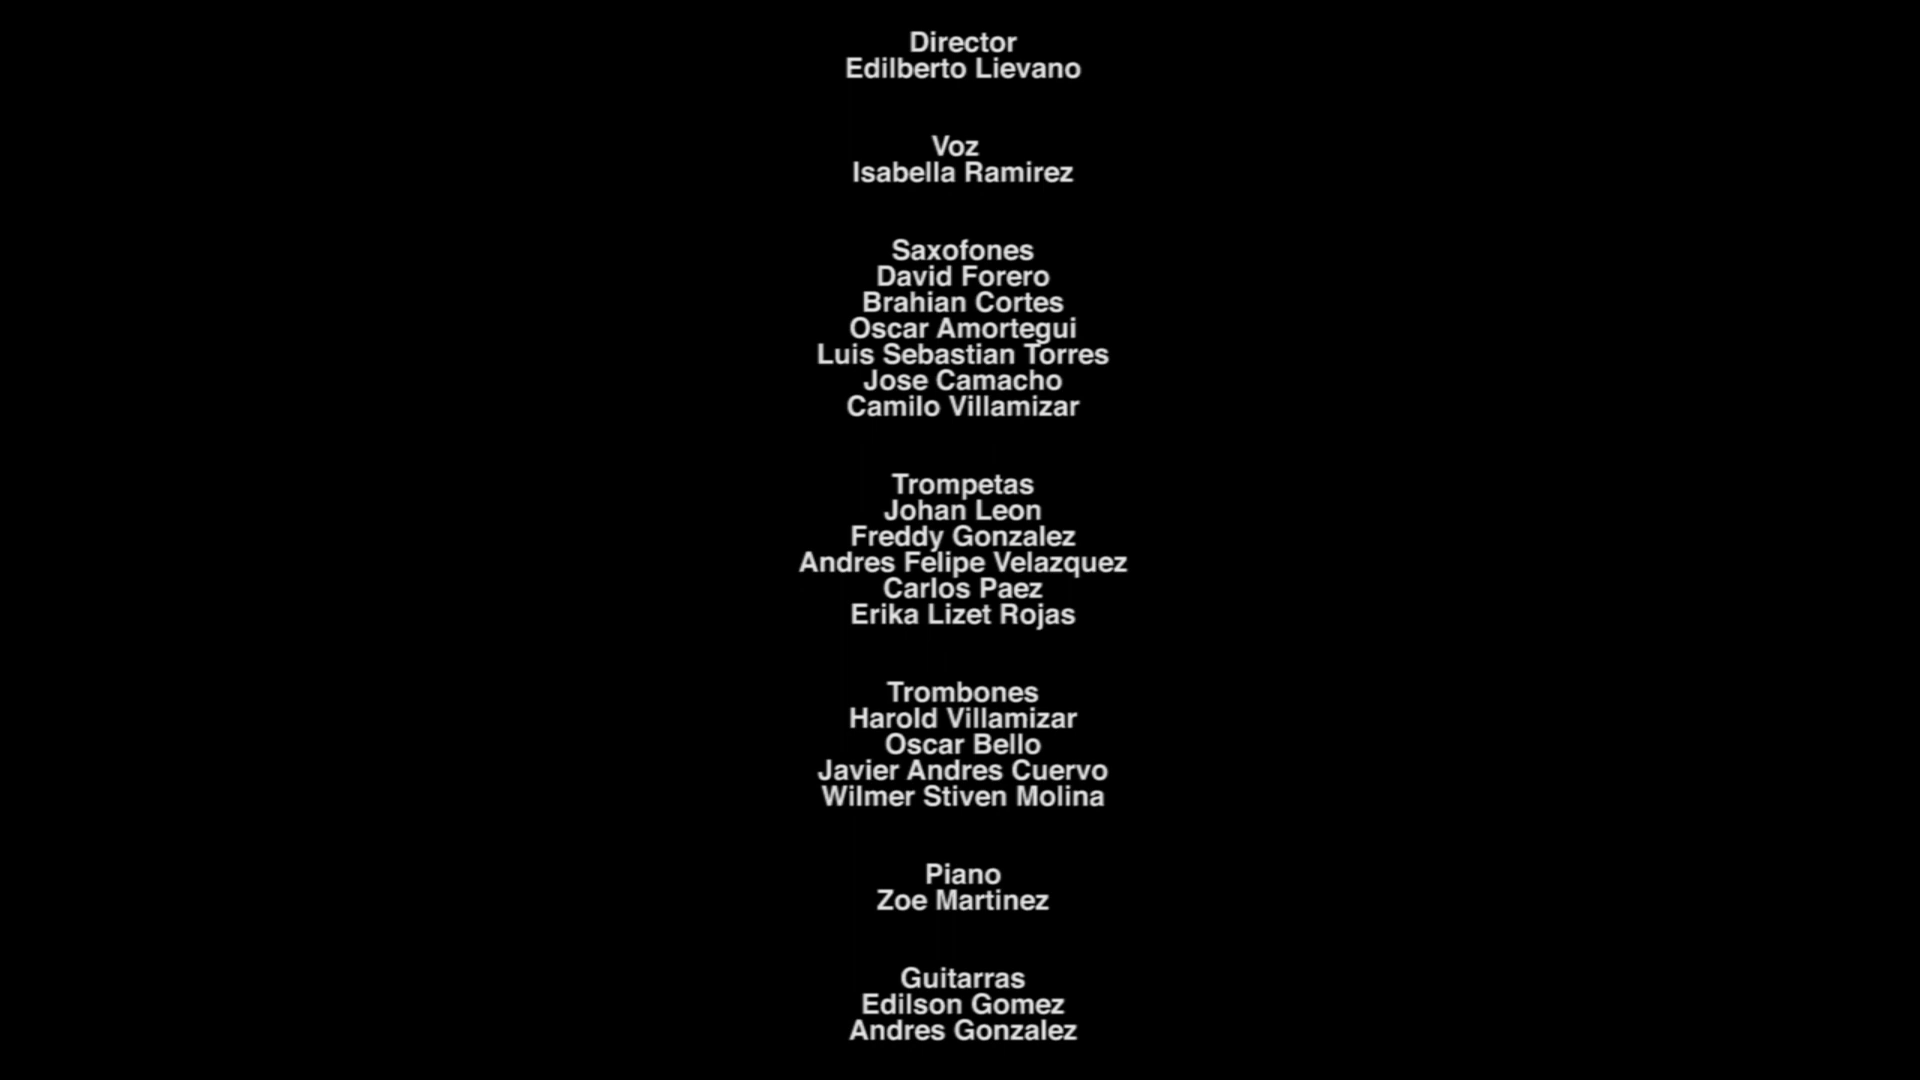 Director
Edilberto Lievano
Voz
Isabella Ramirez
Saxofones
David Forero
Brahian Cortes
Oscar Amortegui
Luis Sebastian Torres
Jose Camacho
Camilo Villamizar
Trompetas
Johan Leon
Freddy Gonzalez
Andres Felipe Velazquez
Carlos Paez
Erika Lizet Rojas
Trombones
Harold Villamizar
Oscar Bello
Javier Andres Cuervo
Wilmer Stiven Molina
Piano
Zoe Martinez
Guitarras
Edilson Gomez
Andres Gonzalez